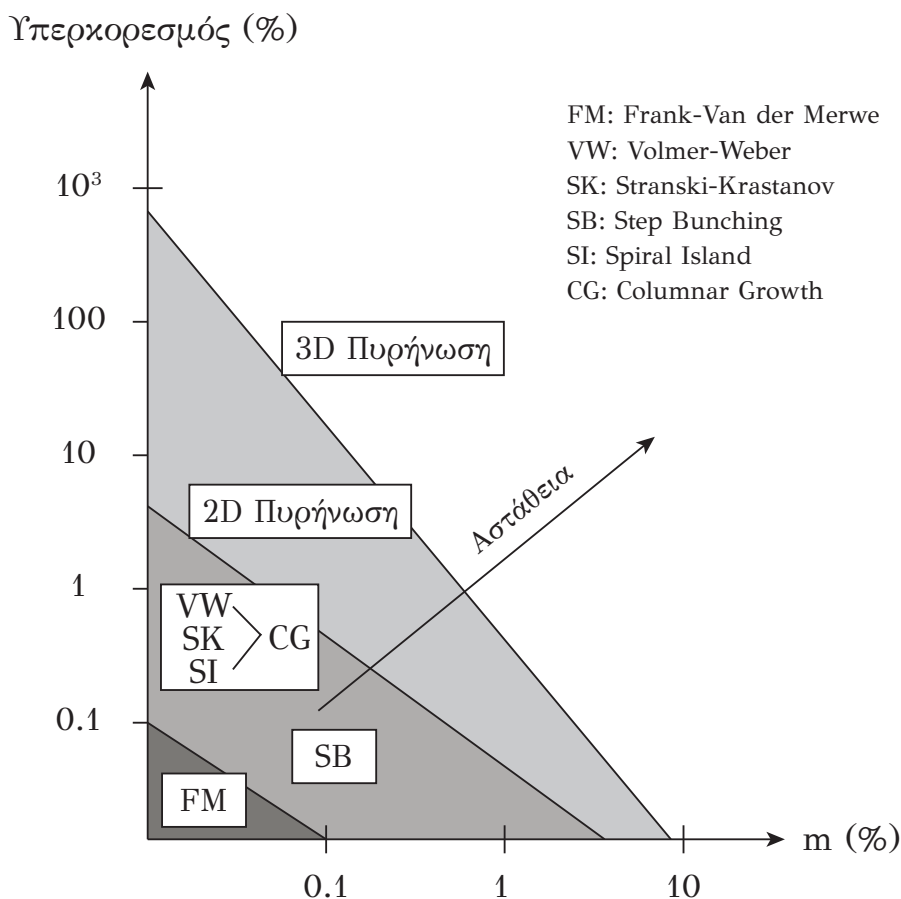 Υπερκορεσμός (%)
FM: Frank-Van der Merwe
VW: Volmer-Weber
SK: Stranski-Krastanov
SB: Step Bunching
SI: Spiral Island
CG: Columnar Growth
10³
100
10
1
0.1
3D Πυρήνωση
2D Πυρήνωση
Αστάθεια
VW
SK
SI
CG
SB
FM
m (%)
0.1
1
10